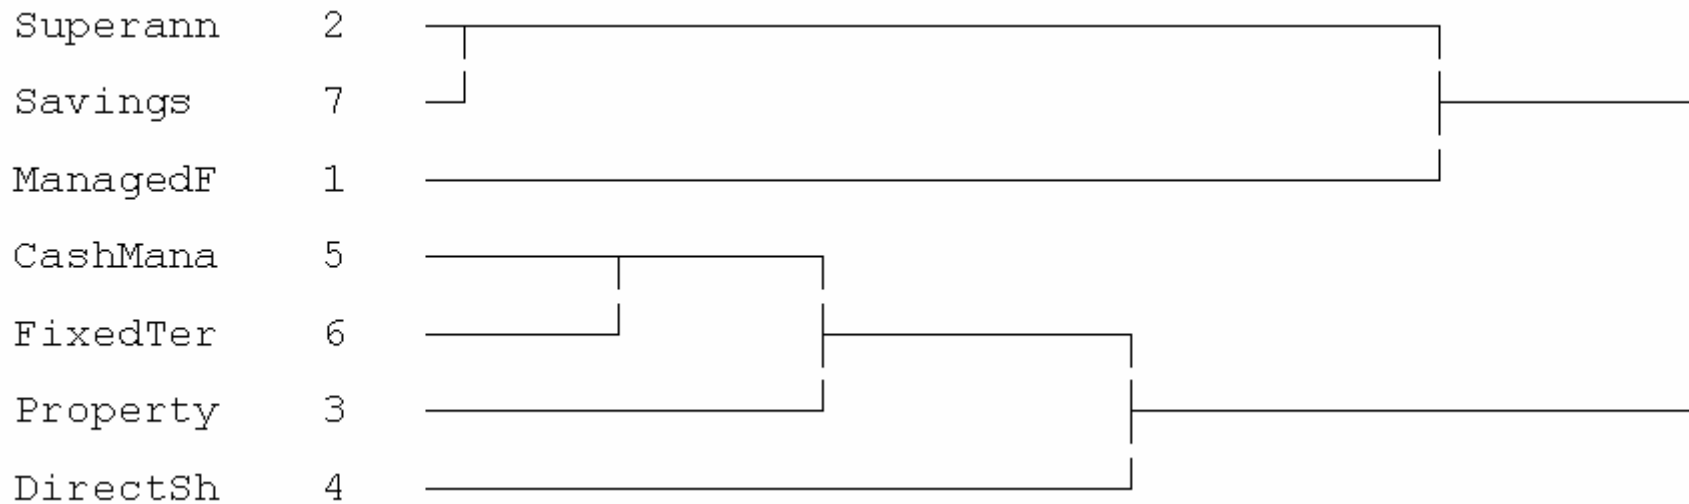 Superann 2
Savings 7
ManagedF 1
CashMana 5
FixedTer 6
Property 3
DirectSh 4